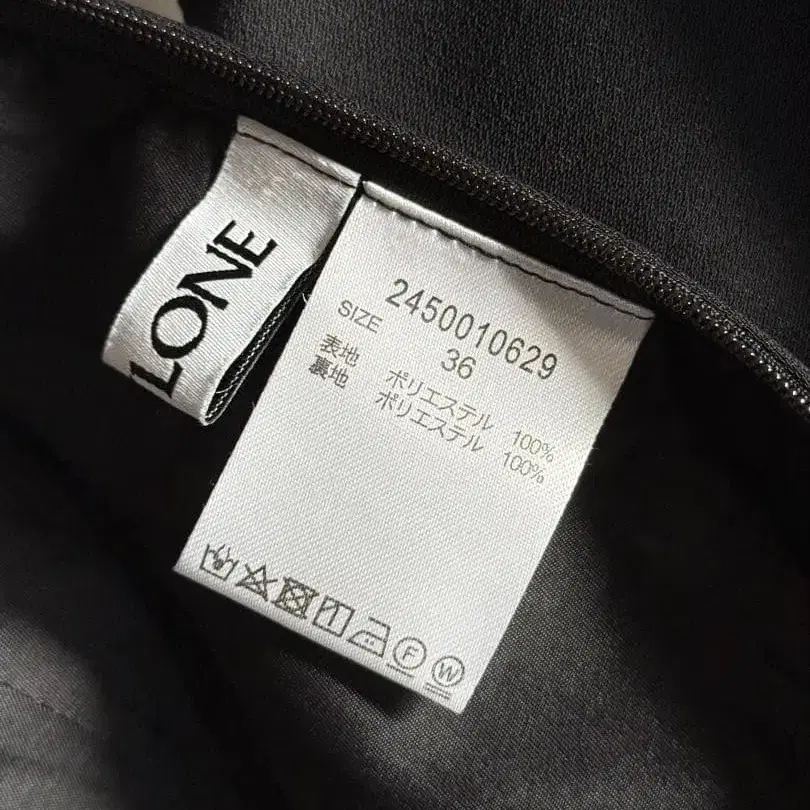 LONE
2450010629
SIZE 36
表地 ポリエステル 100%
裏地 ポリエステル 100%
F W